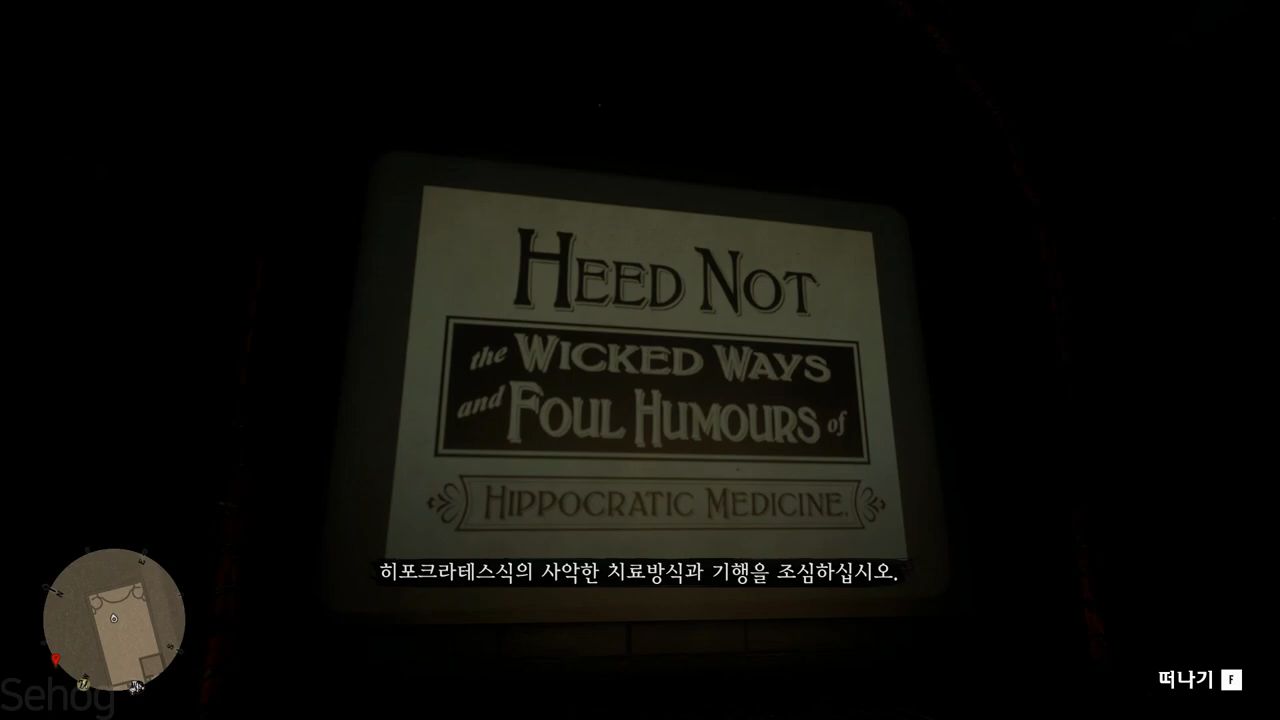 HEED NOT
the WICKED WAYS
and FOUL HUMOURS of
HIPPOCRATIC MEDICINE.
히포크라테스식의 사악한 치료방식과 기행을 조심하십시오.
떠나기 F
Sehog